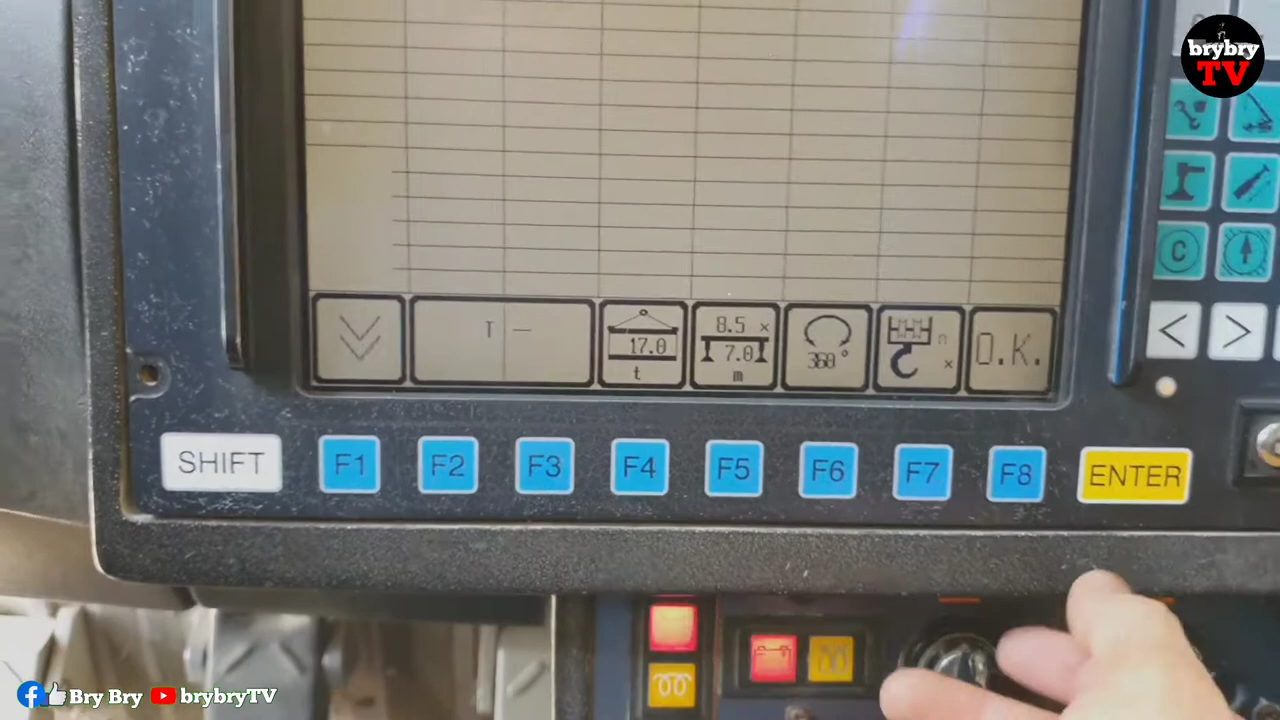 brybry
TV
T —
17.0
t
8.5 x
7.0
m
360°
n
x
O.K.
C
< >
SHIFT F1 F2 F3 F4 F5 F6 F7 F8 ENTER
Bry Bry brybryTV